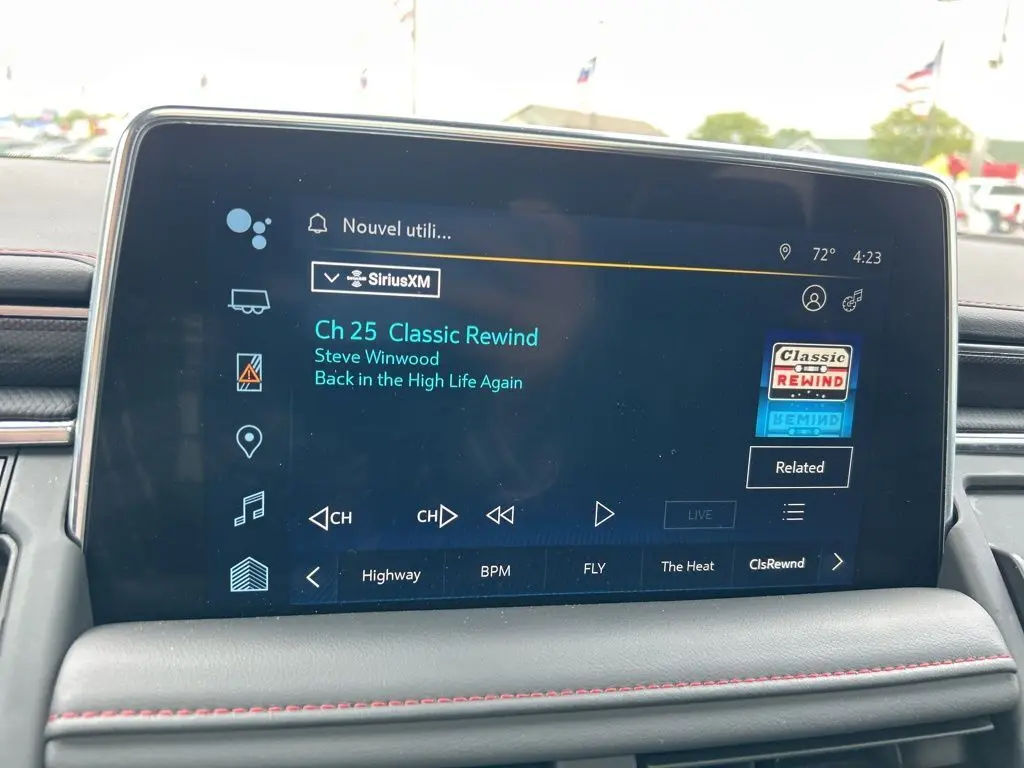 Nouvel utili...
72° 4:23
SiriusXM
Ch 25 Classic Rewind
Steve Winwood
Back in the High Life Again
Classic
REWIND
Related
CH CH LIVE
Highway BPM FLY The Heat ClsRewnd